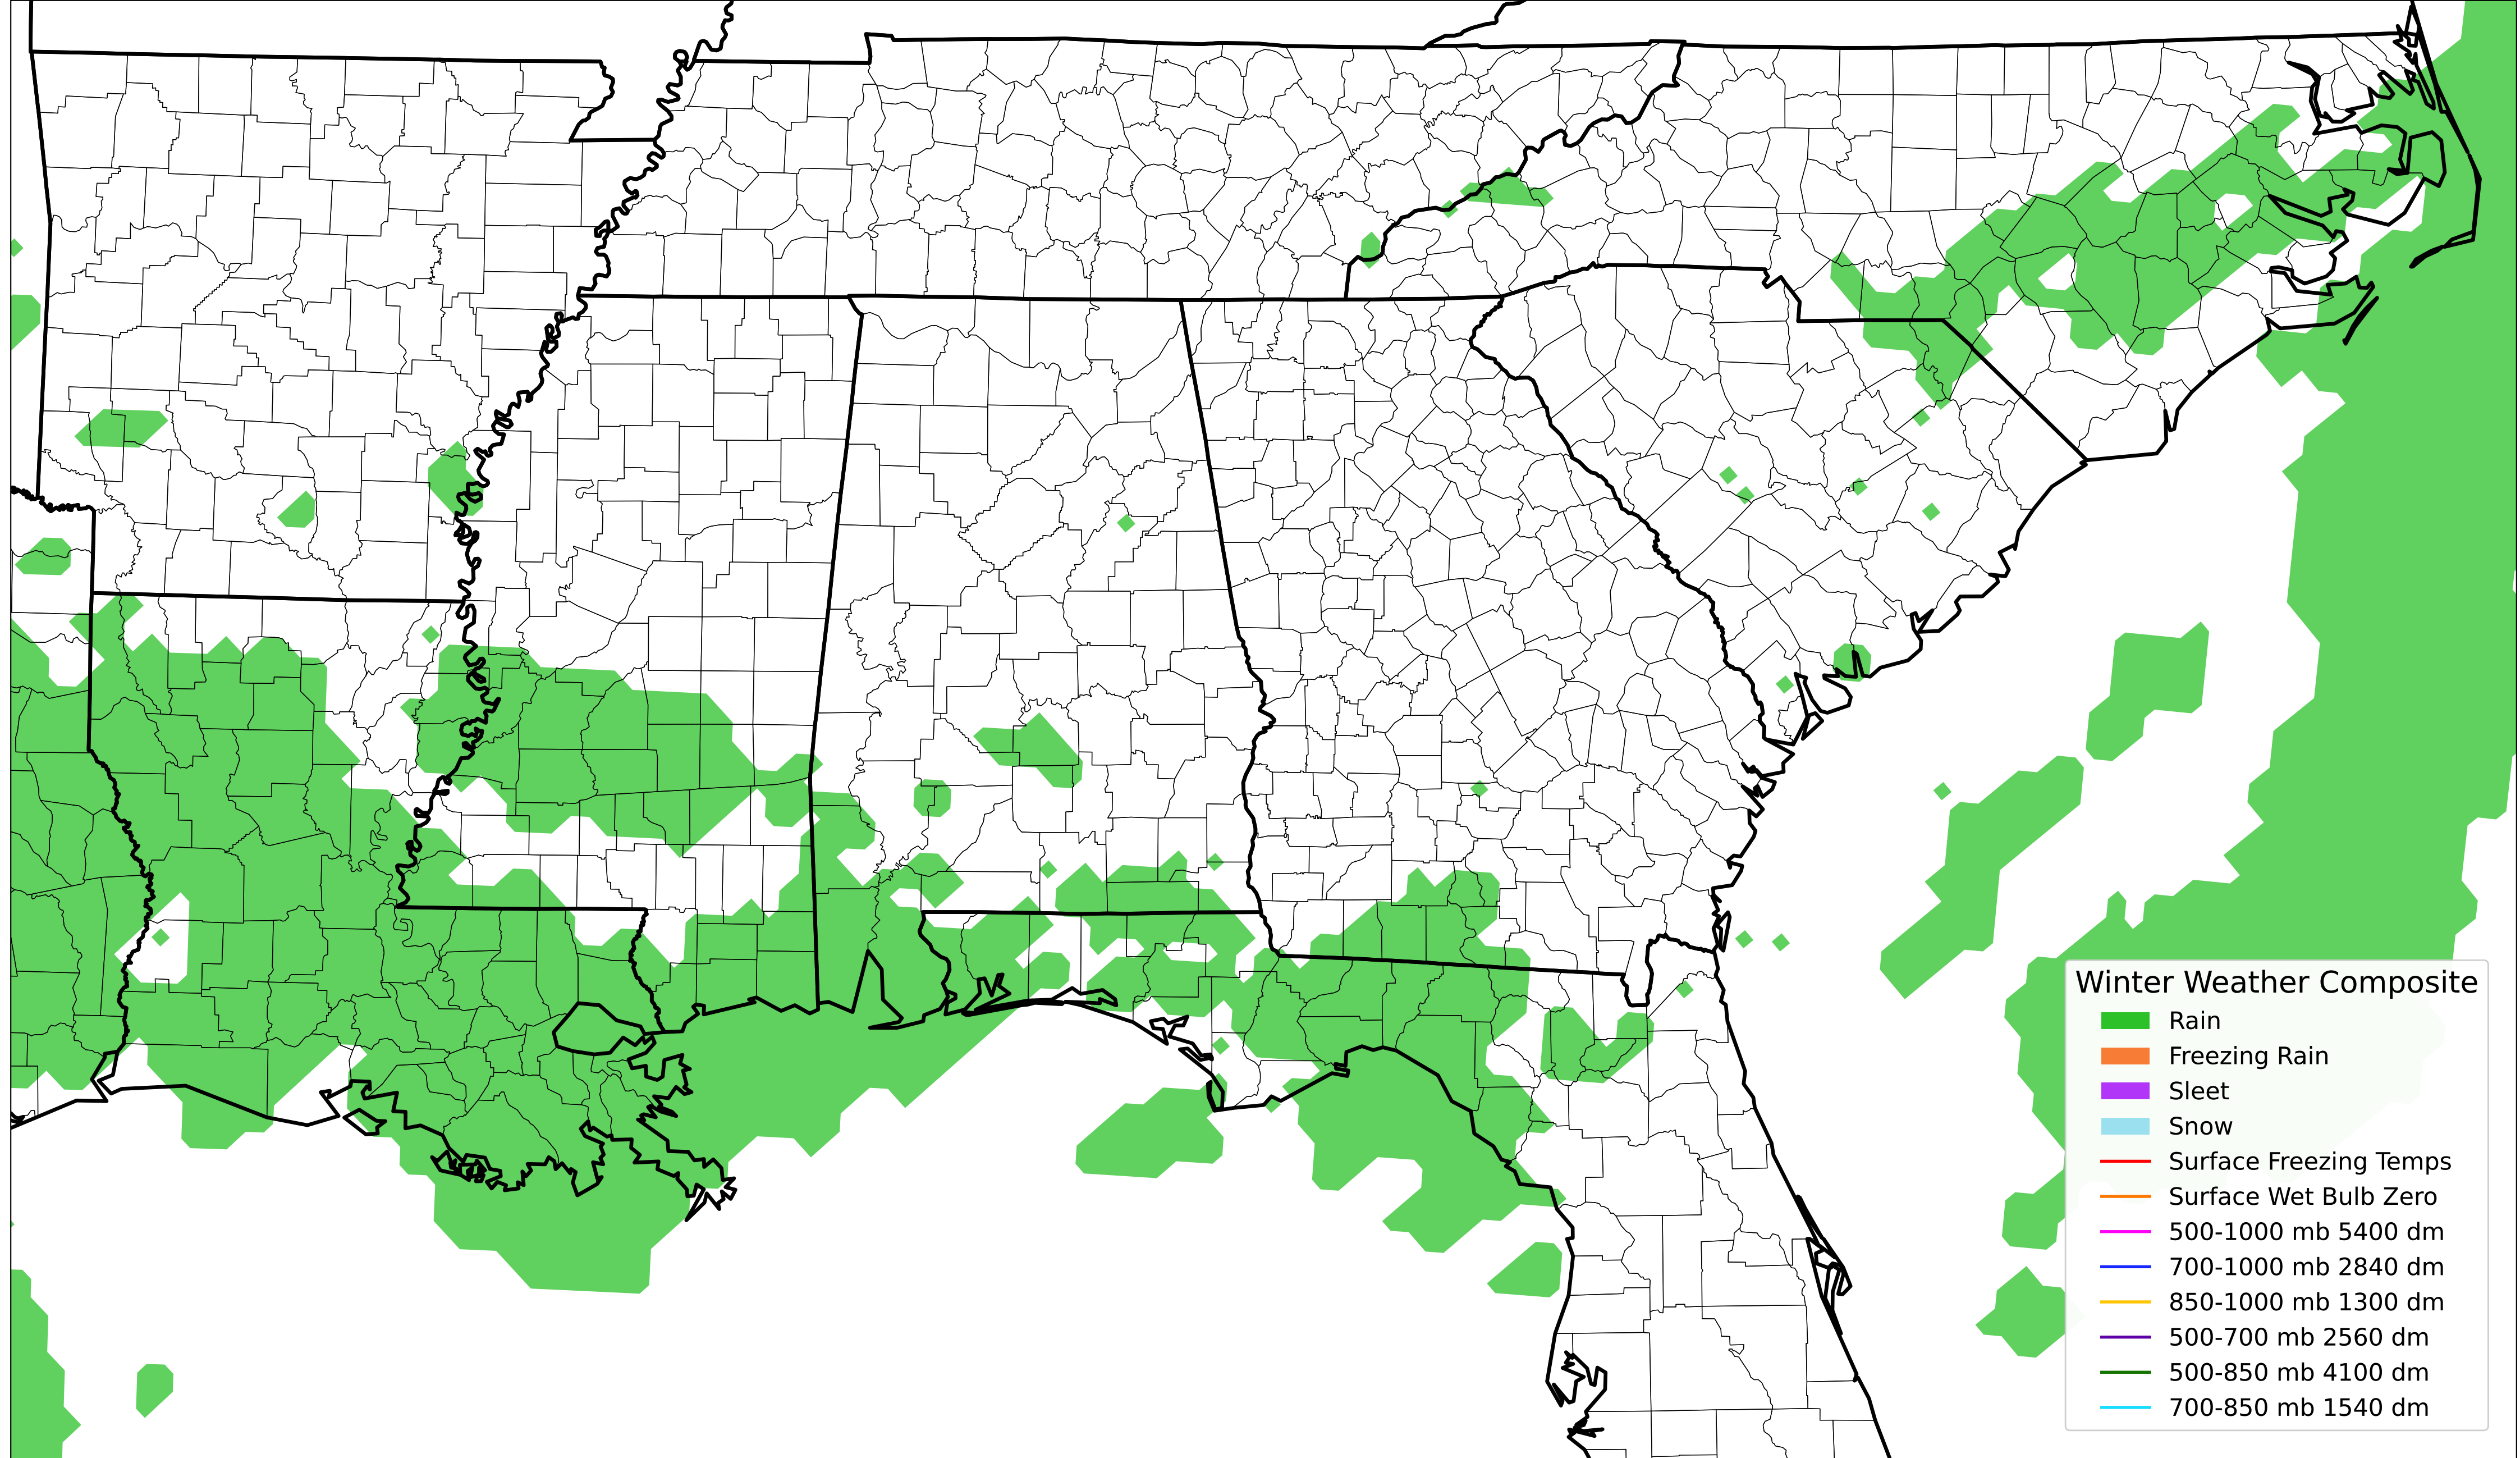 Winter Weather Composite
Rain
Freezing Rain
Sleet
Snow
Surface Freezing Temps
Surface Wet Bulb Zero
500-1000 mb 5400 dm
700-1000 mb 2840 dm
850-1000 mb 1300 dm
500-700 mb 2560 dm
500-850 mb 4100 dm
700-850 mb 1540 dm